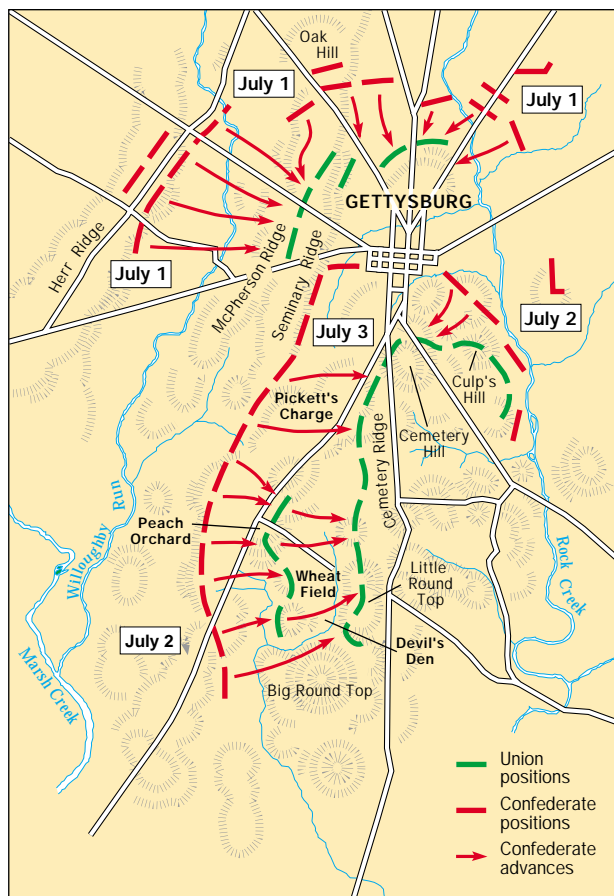 Oak
Hill
July 1
July 1
GETTYSBURG
Herr Ridge
McPherson Ridge
Seminary Ridge
July 1
July 2
July 3
Culp's
Hill
Pickett's
Charge
Cemetery
Hill
Cemetery Ridge
Willoughby Run
Peach
Orchard
Wheat
Field
Little
Round
Top
Rock Creek
July 2
Devil's
Den
Marsh Creek
Big Round Top
Union
positions
Confederate
positions
Confederate
advances